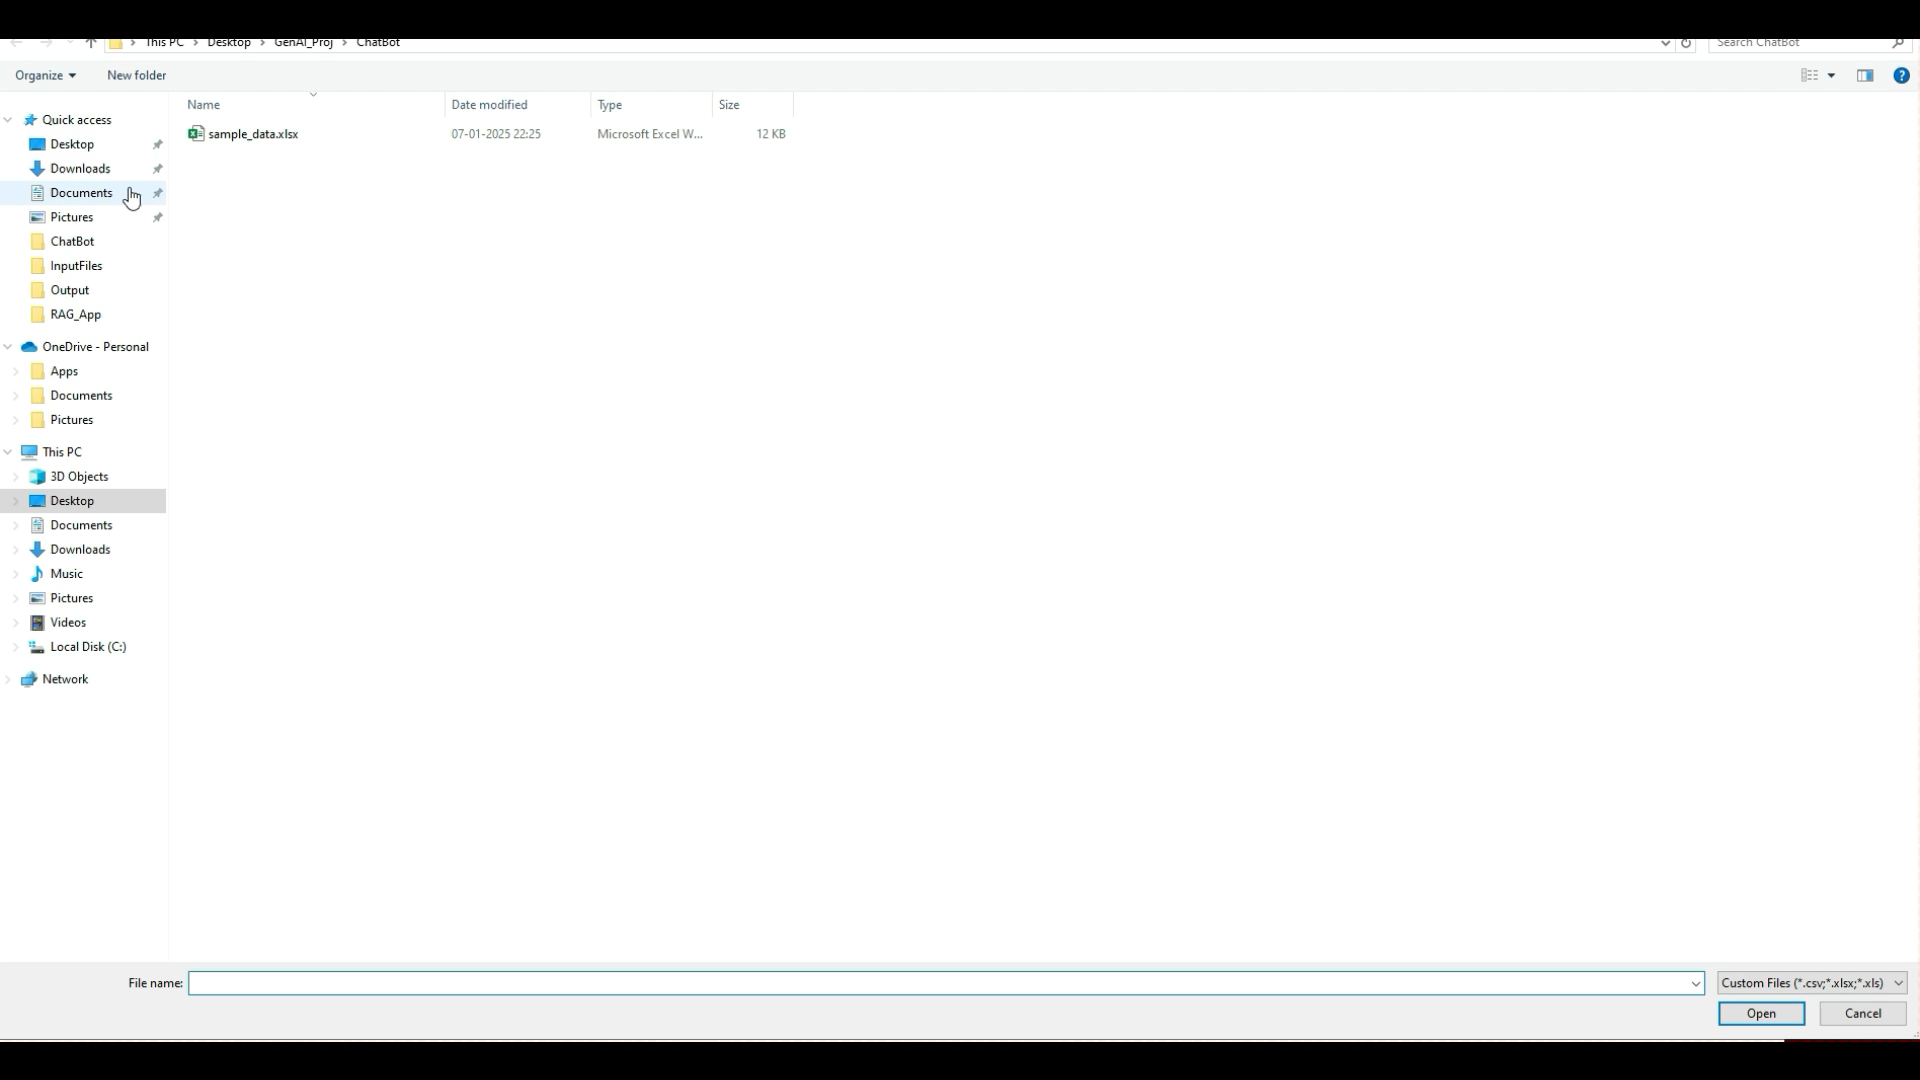 This PC > Desktop > GenAI_Proj > ChatBot
Search ChatBot
Organize
New folder
?
Name
Date modified
Type
Size
sample_data.xlsx
07-01-2025 22:25
Microsoft Excel W...
12 KB
Quick access
Desktop
Downloads
Documents
Pictures
ChatBot
InputFiles
Output
RAG_App
OneDrive - Personal
Apps
Documents
Pictures
This PC
3D Objects
Desktop
Documents
Downloads
Music
Pictures
Videos
Local Disk (C:)
Network
File name:
Custom Files (*.csv;*.xlsx;*.xls)
Open
Cancel